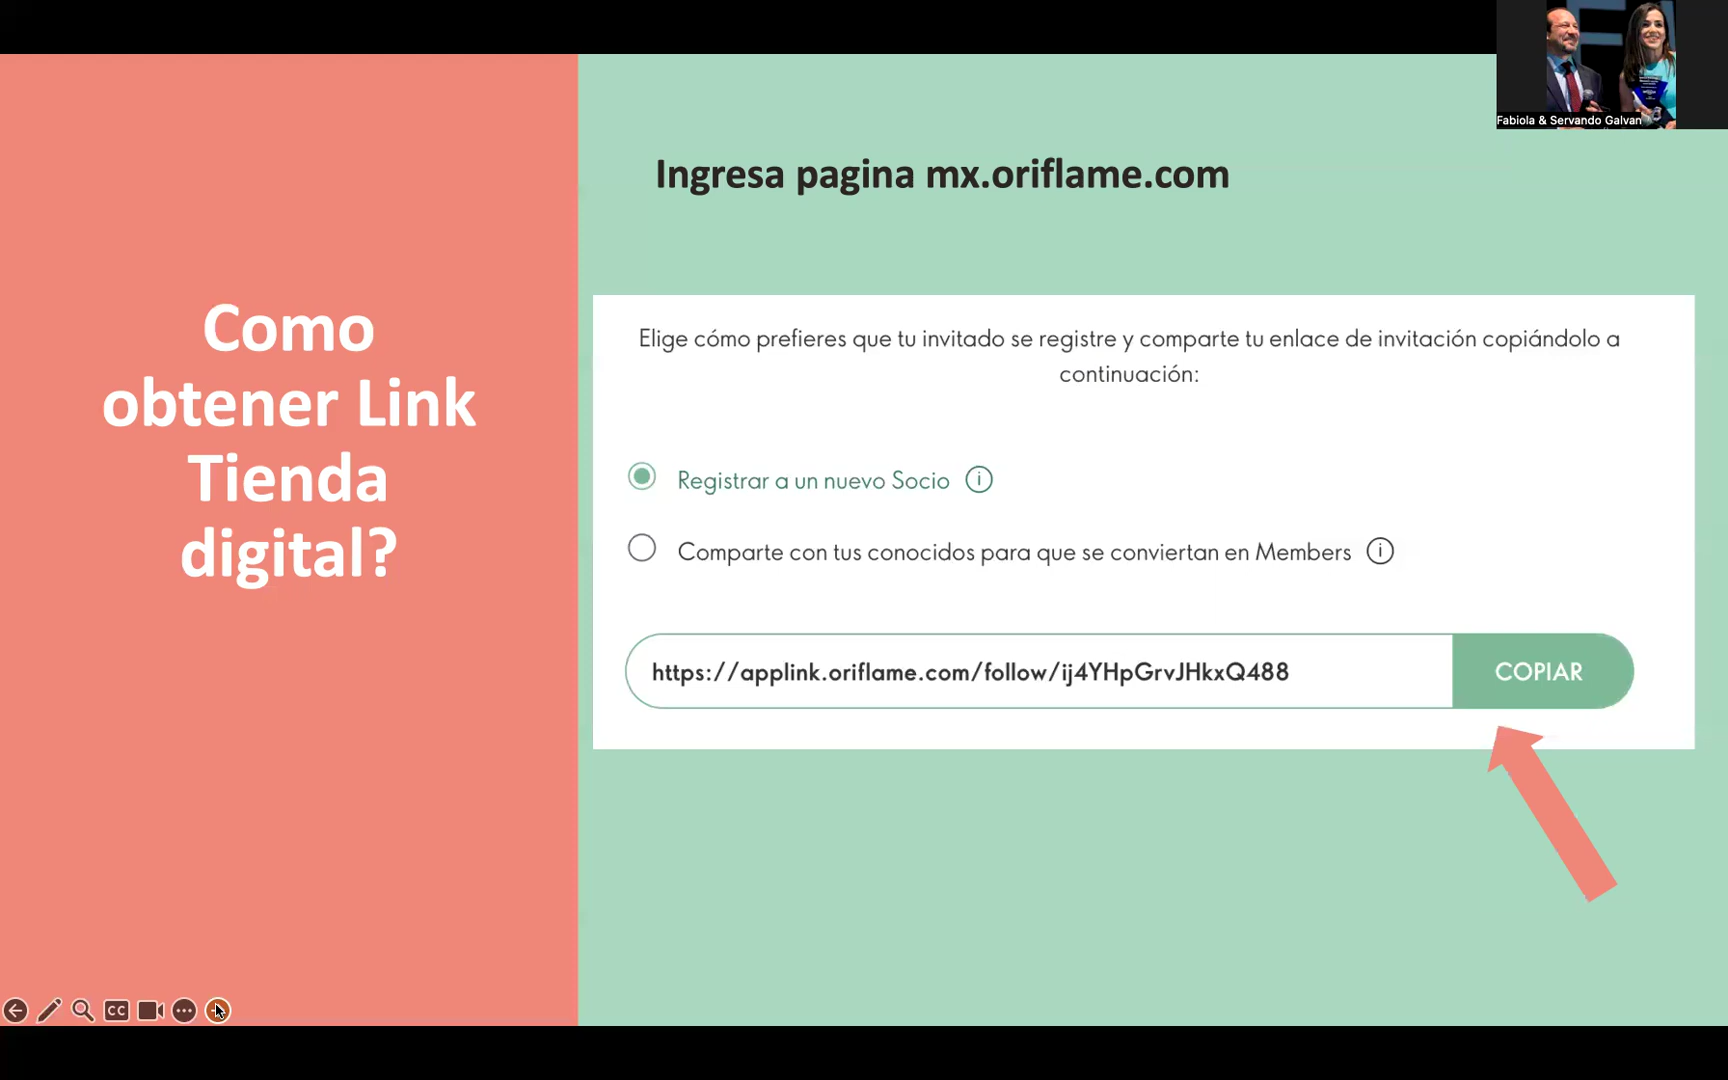 Fabiola & Servando Galvan
Ingresa pagina mx.oriflame.com
Como
obtener Link
Tienda
digital?
Elige cómo prefieres que tu invitado se registre y comparte tu enlace de invitación copiándolo a
continuación:
Registrar a un nuevo Socio
Comparte con tus conocidos para que se conviertan en Members
https://applink.oriflame.com/follow/ij4YHpGrvJHkxQ488
COPIAR
CC